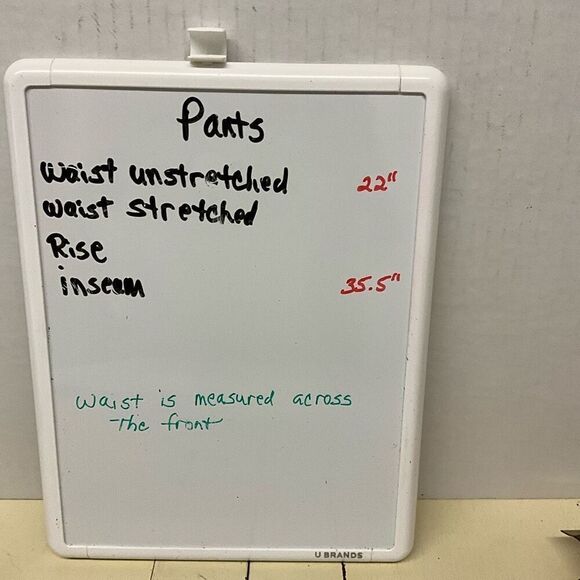 Pants
waist unstretched 22"
waist stretched
Rise
inseam 35.5"
Waist is measured across
The front
U BRANDS